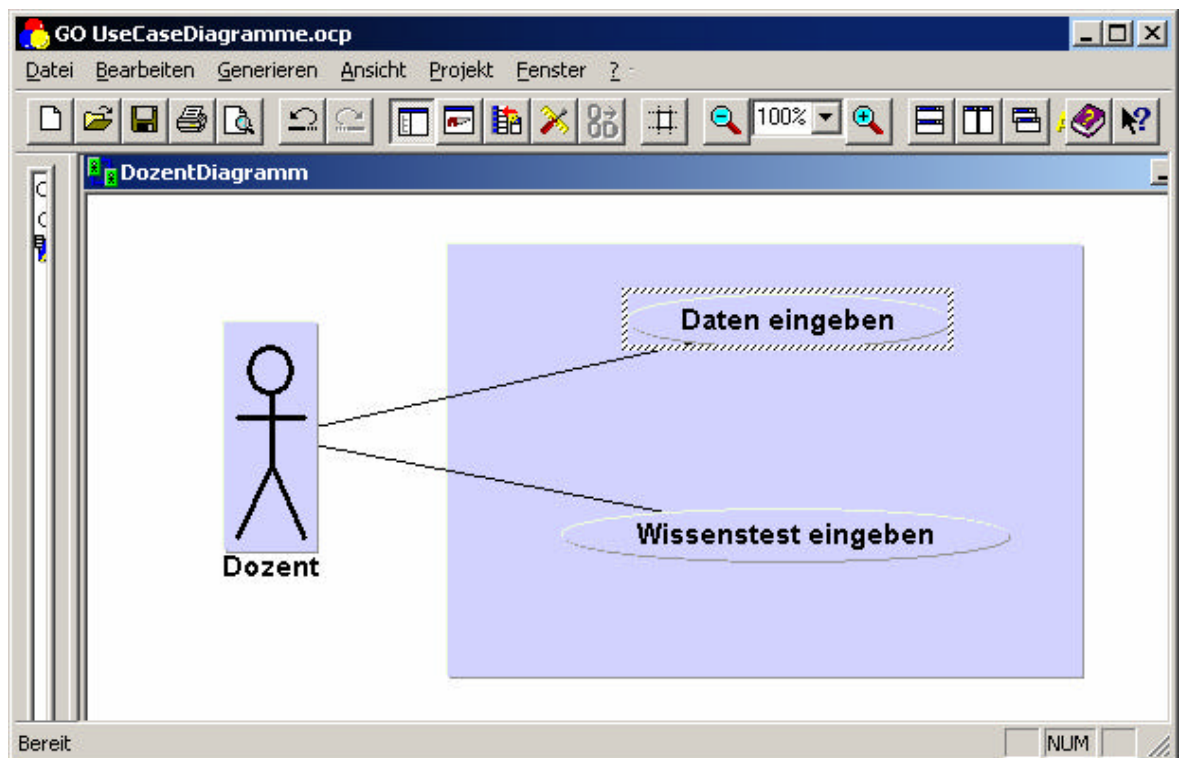 GO UseCaseDiagramme.ocp
Datei Bearbeiten Generieren Ansicht Projekt Fenster ?
100%
DozentDiagramm
Daten eingeben
Wissenstest eingeben
Dozent
Bereit
NUM